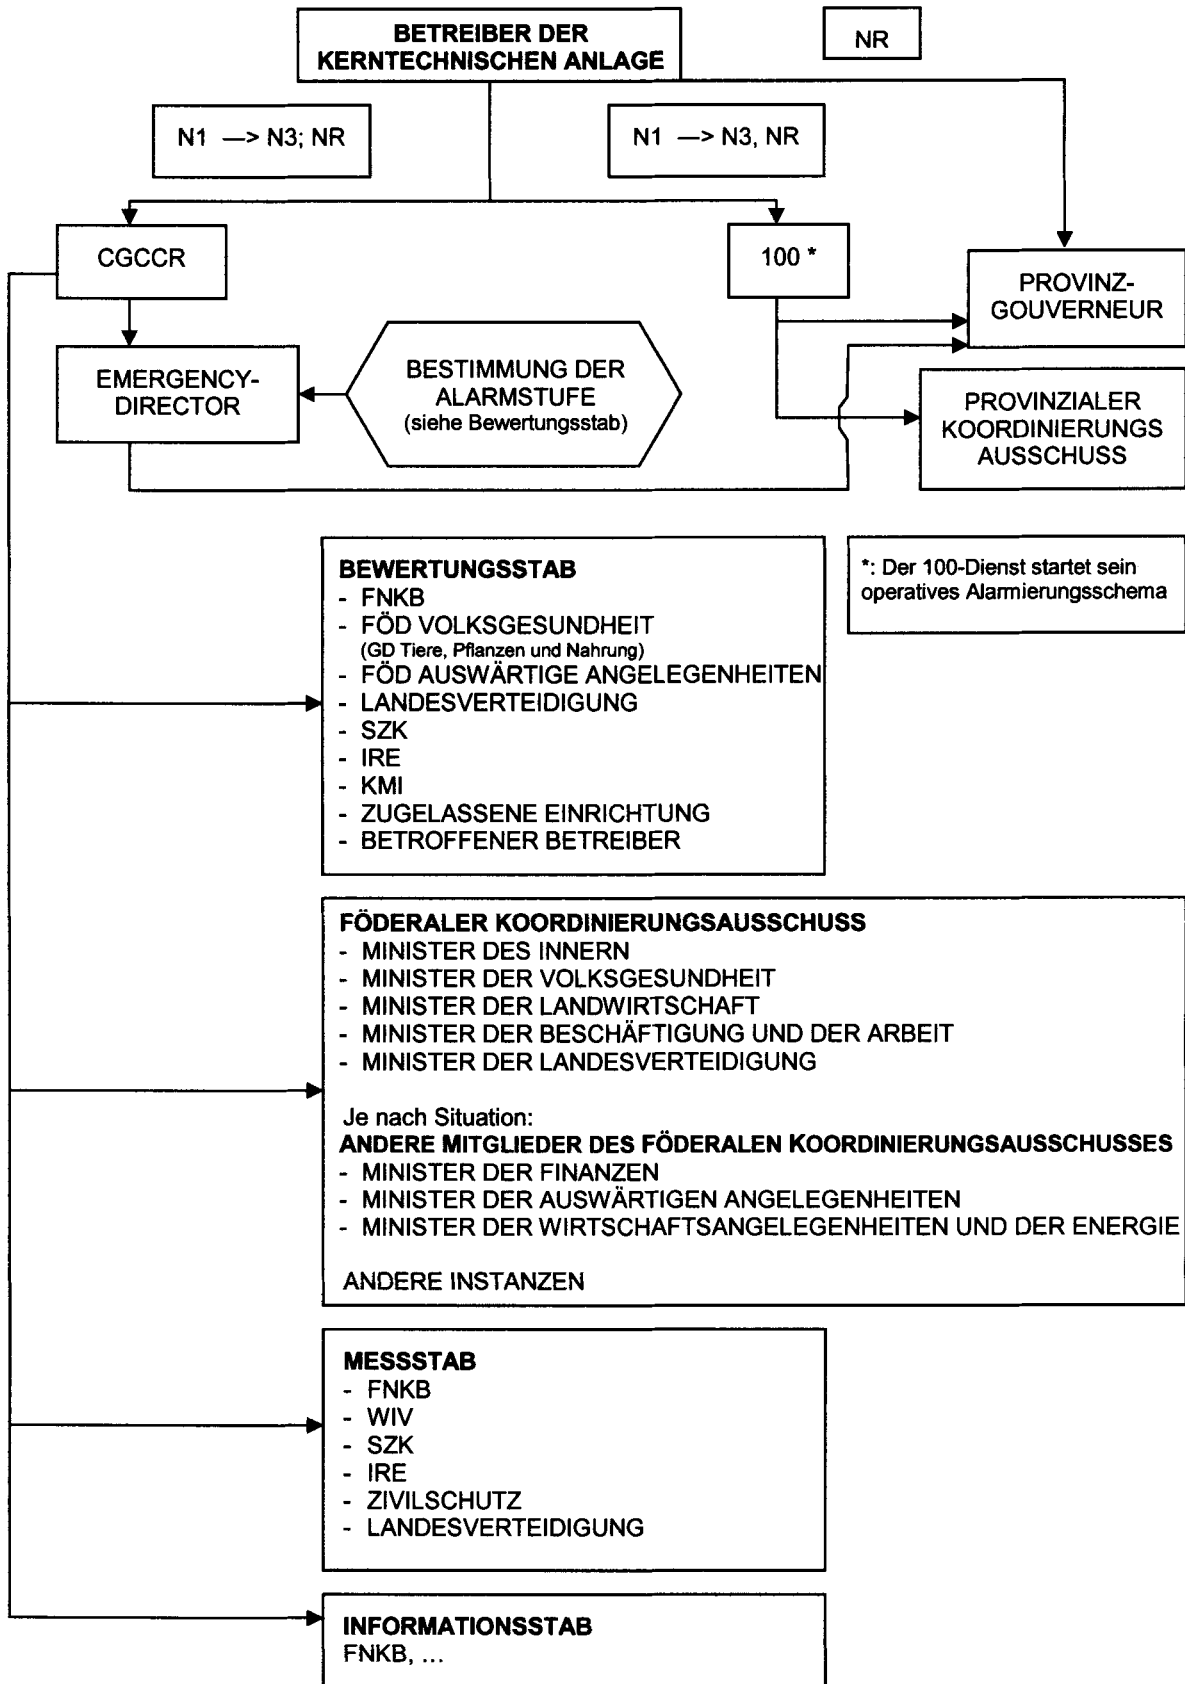 BETREIBER DER
KERNTECHNISCHEN ANLAGE
NR
N1 —> N3; NR
N1 —> N3, NR
CGCCR
100 *
PROVINZ-
GOUVERNEUR
EMERGENCY-
DIRECTOR
BESTIMMUNG DER
ALARMSTUFE
(siehe Bewertungsstab)
PROVINZIALER
KOORDINIERUNGS
AUSSCHUSS
BEWERTUNGSSTAB
- FNKB
- FÖD VOLKSGESUNDHEIT
(GD Tiere, Pflanzen und Nahrung)
- FÖD AUSWÄRTIGE ANGELEGENHEITEN
- LANDESVERTEIDIGUNG
- SZK
- IRE
- KMI
- ZUGELASSENE EINRICHTUNG
- BETROFFENER BETREIBER
*: Der 100-Dienst startet sein
operatives Alarmierungsschema
FÖDERALER KOORDINIERUNGSAUSSCHUSS
- MINISTER DES INNERN
- MINISTER DER VOLKSGESUNDHEIT
- MINISTER DER LANDWIRTSCHAFT
- MINISTER DER BESCHÄFTIGUNG UND DER ARBEIT
- MINISTER DER LANDESVERTEIDIGUNG
Je nach Situation:
ANDERE MITGLIEDER DES FÖDERALEN KOORDINIERUNGSAUSSCHUSSES
- MINISTER DER FINANZEN
- MINISTER DER AUSWÄRTIGEN ANGELEGENHEITEN
- MINISTER DER WIRTSCHAFTSANGELEGENHEITEN UND DER ENERGIE
ANDERE INSTANZEN
MESSSTAB
- FNKB
- WIV
- SZK
- IRE
- ZIVILSCHUTZ
- LANDESVERTEIDIGUNG
INFORMATIONSSTAB
FNKB, ...